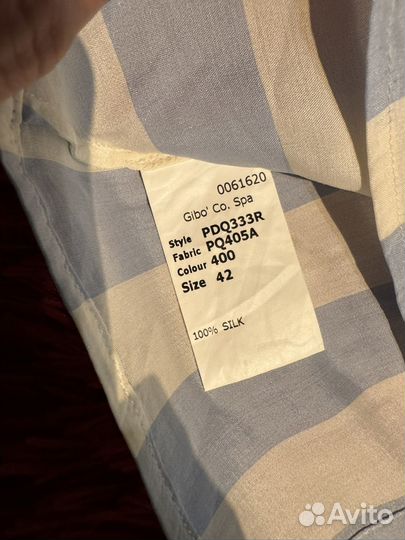 0061620
Gibo' Co. Spa
Style PDQ333R
Fabric PQ405A
Colour 400
Size 42
100% SILK
Avito